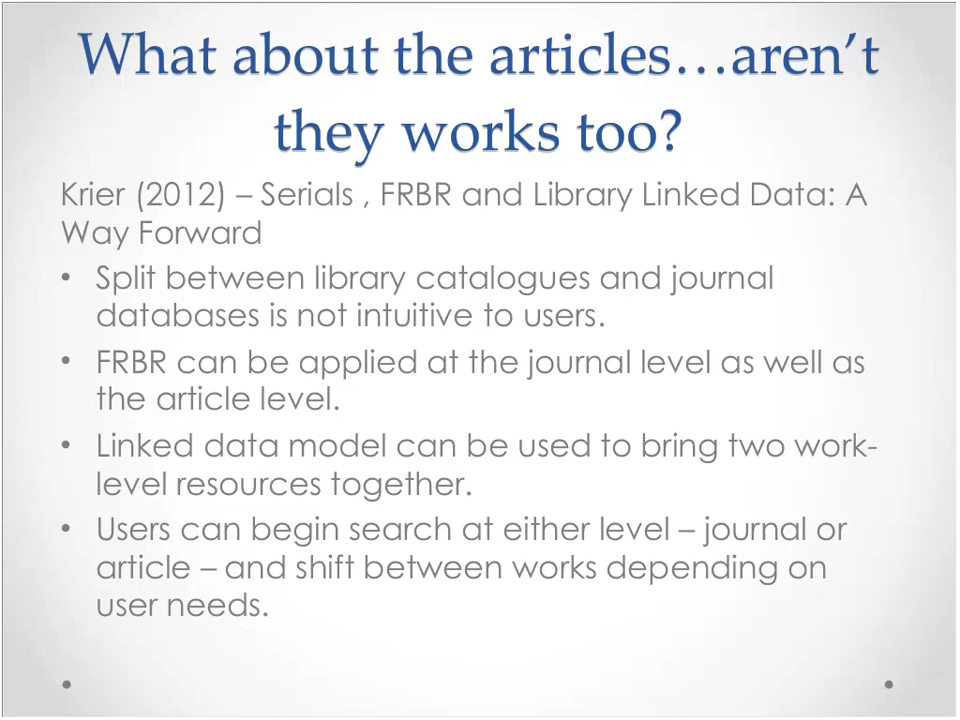 What about the articles…aren’t
they works too?
Krier (2012) – Serials , FRBR and Library Linked Data: A
Way Forward
• Split between library catalogues and journal
databases is not intuitive to users.
• FRBR can be applied at the journal level as well as
the article level.
• Linked data model can be used to bring two work-
level resources together.
• Users can begin search at either level – journal or
article – and shift between works depending on
user needs.